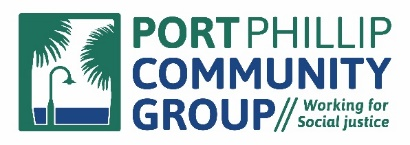 PORT PHILLIP
COMMUNITY
GROUP// Working for
Social justice